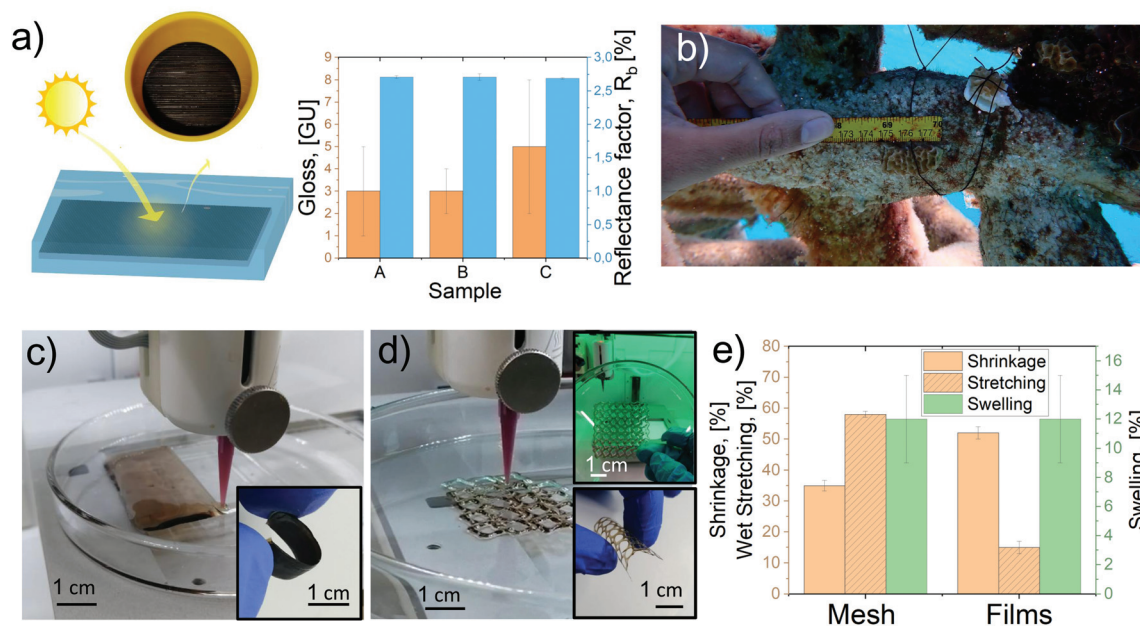 a)
Gloss, [GU]
9
8
7
6
5
4
3
2
1
0
A
B
C
Sample
3,0
2,5
2,0
1,5
1,0
0,5
0,0
Reflectance factor, R_b [%]
b)
69
173 174 175 176 177
c)
1 cm
1 cm
d)
1 cm
1 cm
1 cm
e)
Shrinkage, [%]
Wet Stretching, [%]
80
70
60
50
40
30
20
10
0
Shrinkage
Stretching
Swelling
Mesh
Films
16
14
12
10
8
6
4
2
0
Swelling, [%]